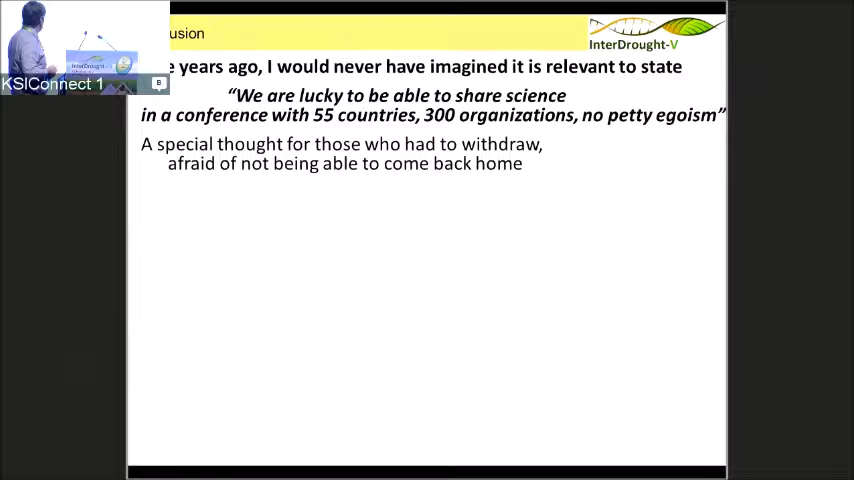 usion
InterDrought-V
e years ago, I would never have imagined it is relevant to state
KSIConnect 1
“We are lucky to be able to share science
in a conference with 55 countries, 300 organizations, no petty egoism”
A special thought for those who had to withdraw,
afraid of not being able to come back home